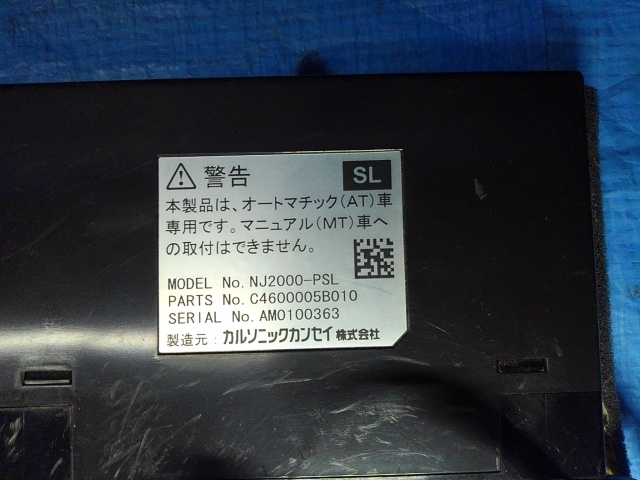 警告 SL
本製品は、オートマチック(AT)車
専用です。マニュアル(MT)車へ
の取付はできません。
MODEL No. NJ2000-PSL
PARTS No. C4600005B010
SERIAL No. AM0100363
製造元：カルソニックカンセイ株式会社